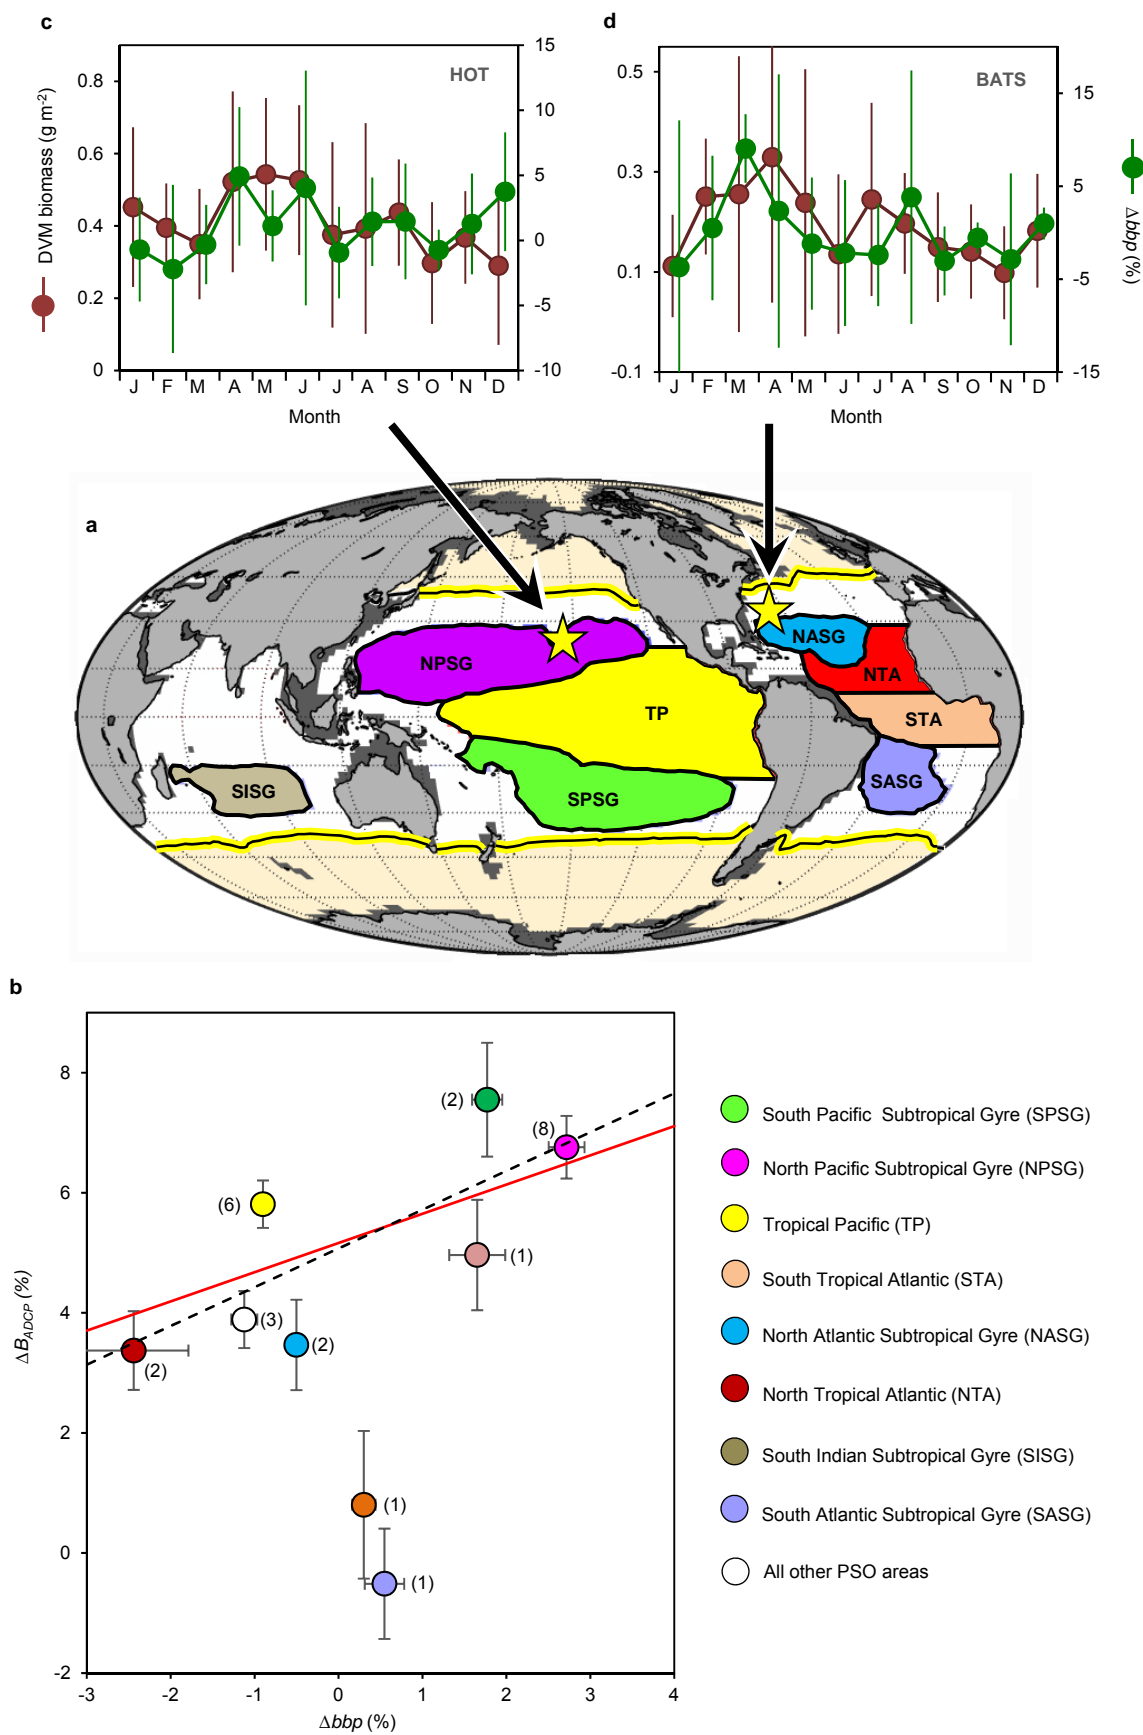 c
d
HOT
BATS
DVM biomass (g m-2)
0.8
0.6
0.4
0.2
0
15
10
5
0
-5
-10
J F M A M J J A S O N D
Month
0.5
0.3
0.1
-0.1
15
5
-5
-15
Δbbp (%)
J F M A M J J A S O N D
Month
a
NPSG
TP
SPSG
SISG
NASG
NTA
STA
SASG
b
ΔBADCP (%)
8
6
4
2
0
-2
(2)
(8)
(6)
(1)
(3)
(2)
(2)
(1)
(1)
-3 -2 -1 0 1 2 3 4
Δbbp (%)
South Pacific Subtropical Gyre (SPSG)
North Pacific Subtropical Gyre (NPSG)
Tropical Pacific (TP)
South Tropical Atlantic (STA)
North Atlantic Subtropical Gyre (NASG)
North Tropical Atlantic (NTA)
South Indian Subtropical Gyre (SISG)
South Atlantic Subtropical Gyre (SASG)
All other PSO areas